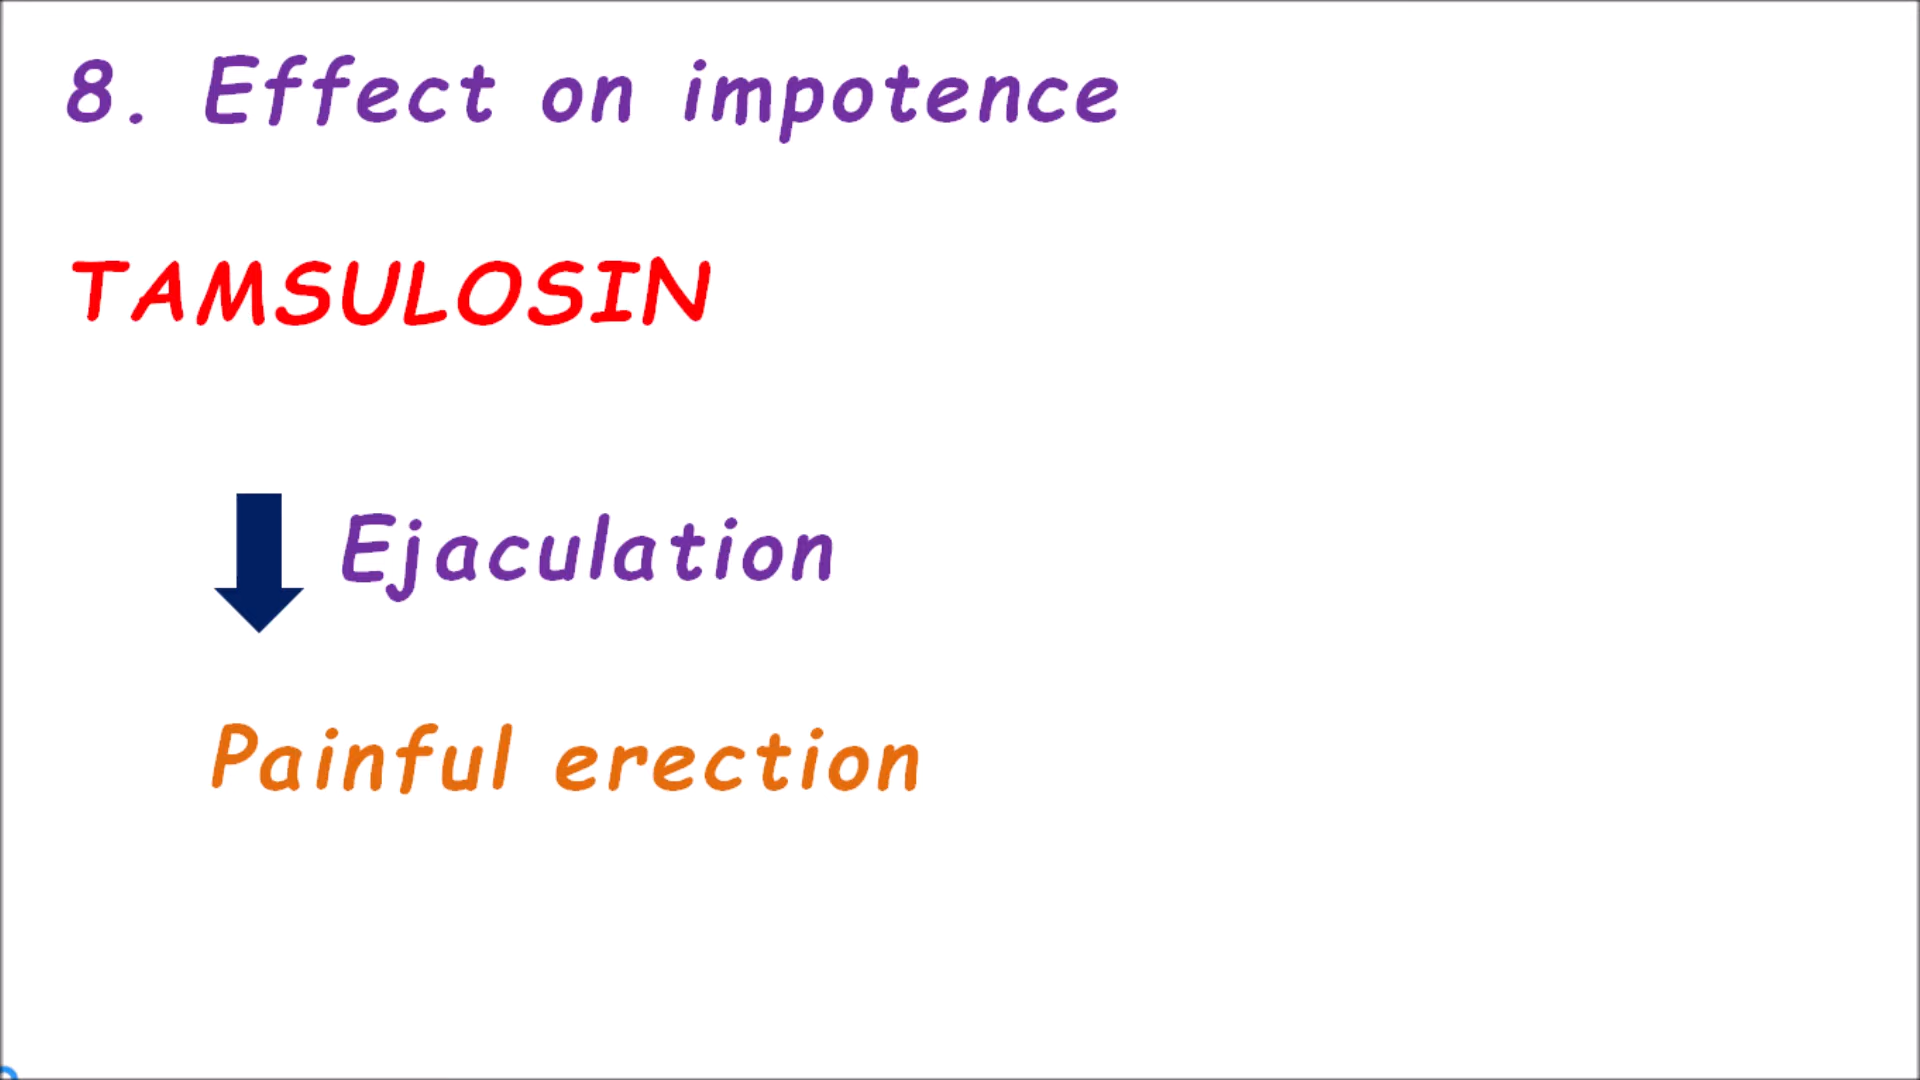 8. Effect on impotence
TAMSULOSIN
Ejaculation
Painful erection